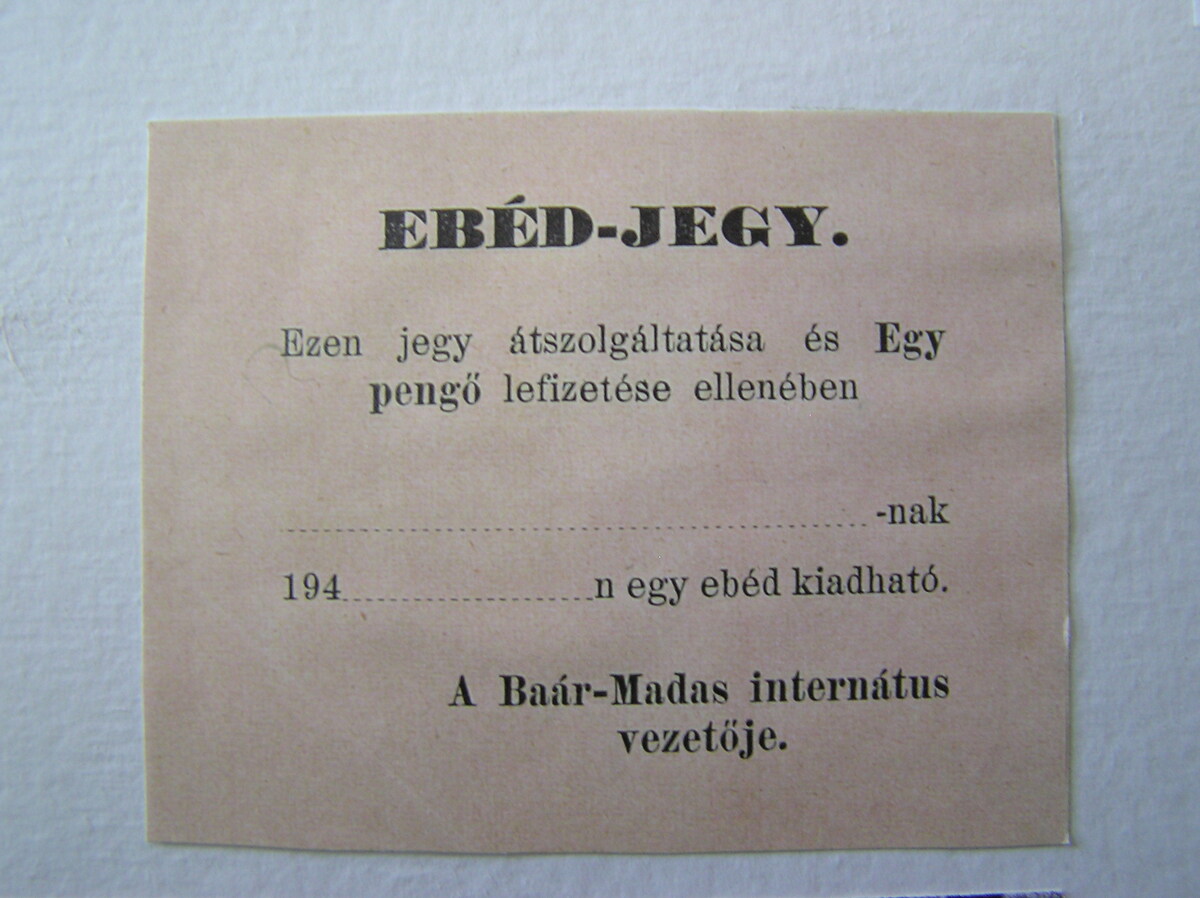 EBÉD-JEGY.
Ezen jegy átszolgáltatása és Egy
pengő lefizetése ellenében
-nak
194 n egy ebéd kiadható.
A Baár-Madas internátus
vezetője.